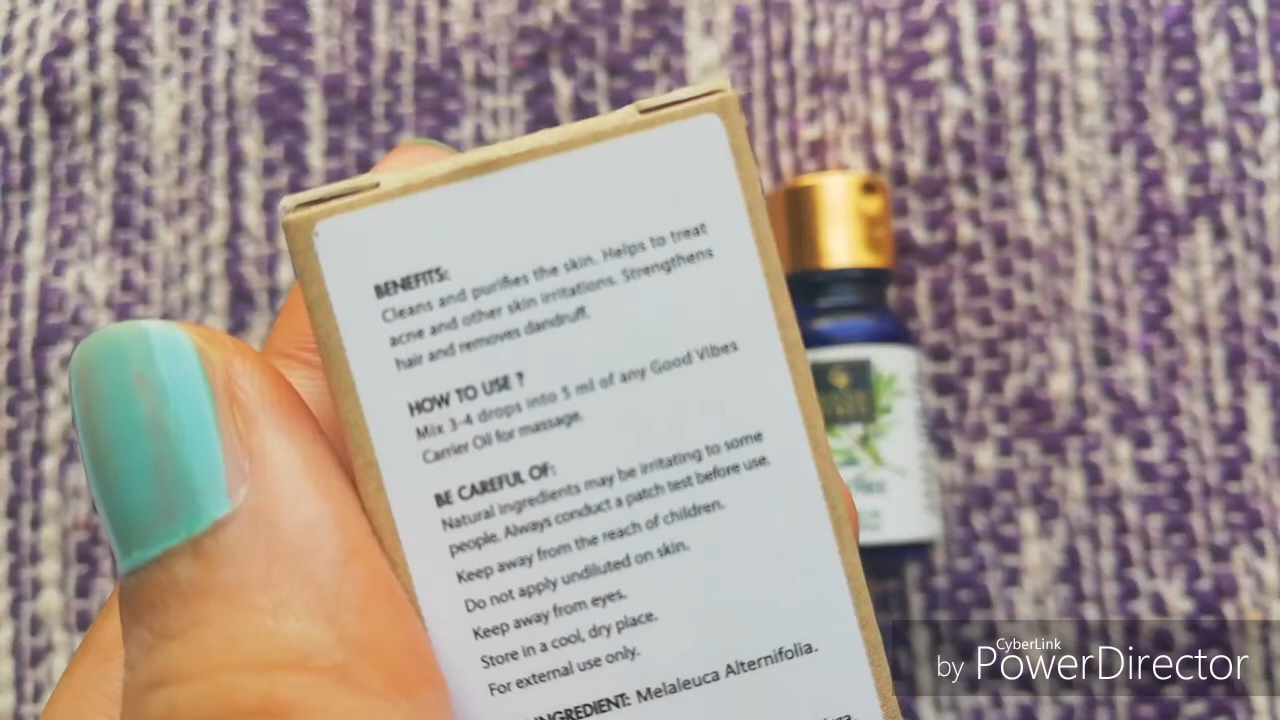 BENEFITS:
Cleans and purifies the skin. Helps to treat
acne and other skin irritations. Strengthens
hair and removes dandruff.
HOW TO USE ?
Mix 3-4 drops into 5 ml of any Good Vibes
Carrier Oil for massage.
BE CAREFUL OF:
Natural ingredients may be irritating to some
people. Always conduct a patch test before use.
Keep away from the reach of children.
Do not apply undiluted on skin.
Keep away from eyes.
Store in a cool, dry place.
For external use only.
INGREDIENT: Melaleuca Alternifolia.
CyberLink
by PowerDirector